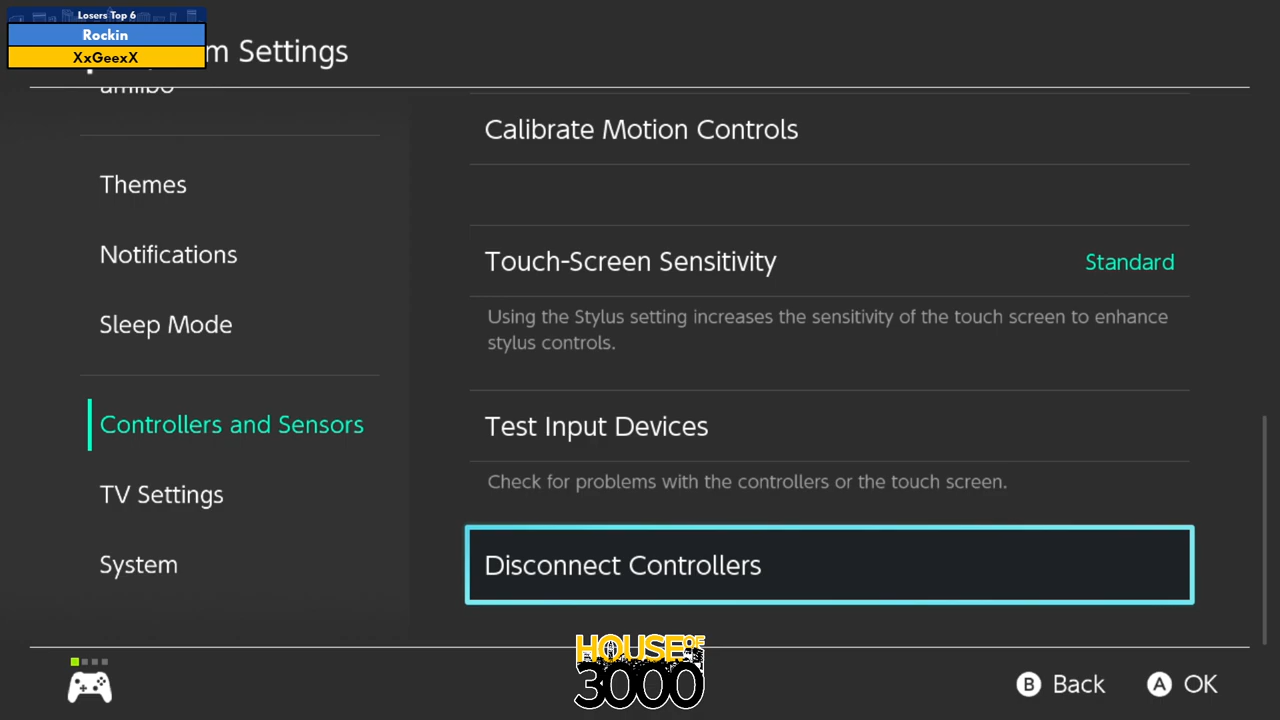 Losers Top 6
Rockin
XxGeexX
m Settings
amiibo
Themes
Notifications
Sleep Mode
Controllers and Sensors
TV Settings
System
Calibrate Motion Controls
Touch-Screen Sensitivity Standard
Using the Stylus setting increases the sensitivity of the touch screen to enhance
stylus controls.
Test Input Devices
Check for problems with the controllers or the touch screen.
Disconnect Controllers
HOUSE OF
3000
B Back A OK